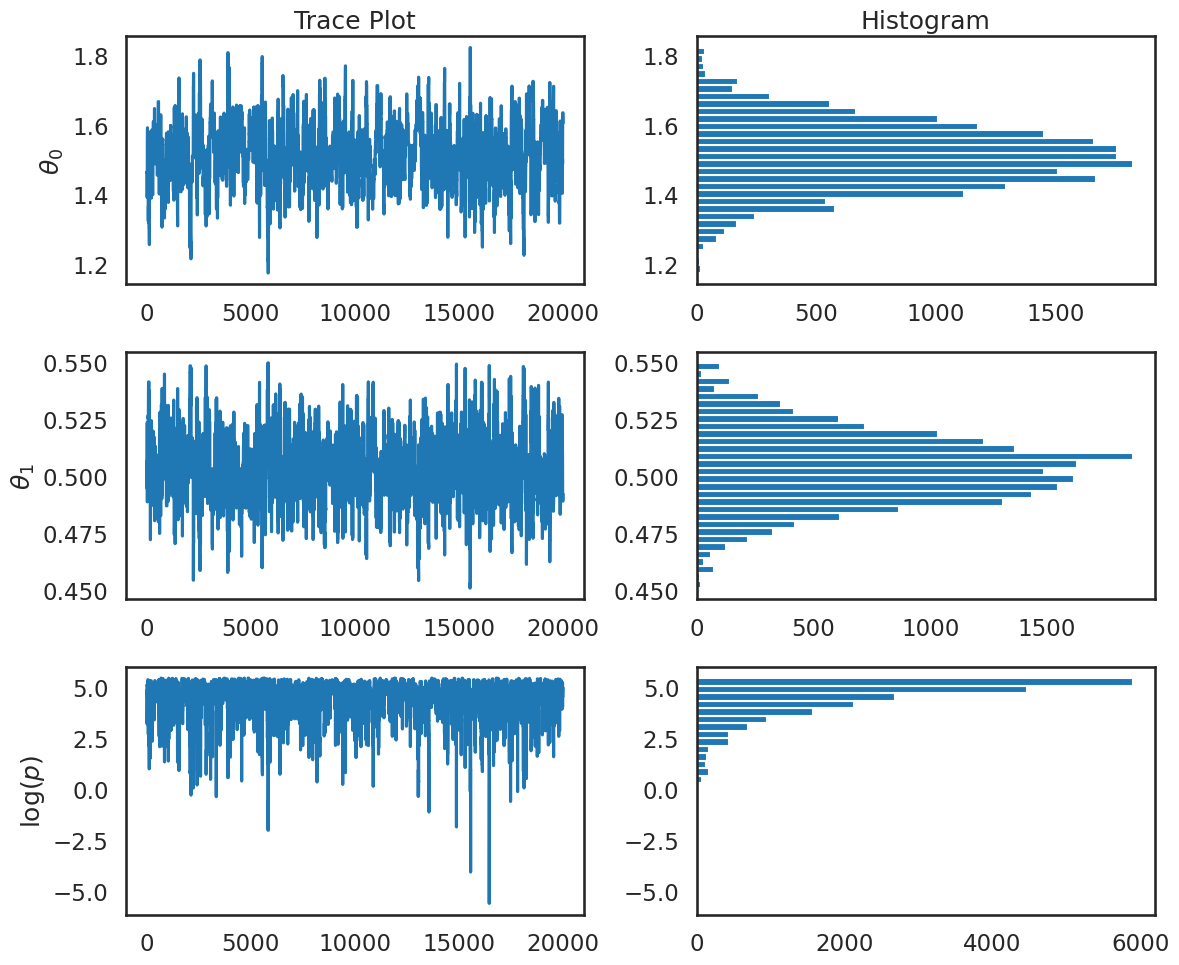 Trace Plot Histogram
1.8 1.8
1.6 1.6
θ0
1.4 1.4
1.2 1.2
0 5000 10000 15000 20000 0 500 1000 1500
0.550 0.550
0.525 0.525
θ1
0.500 0.500
0.475 0.475
0.450 0.450
0 5000 10000 15000 20000 0 500 1000 1500
5.0 5.0
2.5 2.5
log(p)
0.0 0.0
−2.5 −2.5
−5.0 −5.0
0 5000 10000 15000 20000 0 2000 4000 6000